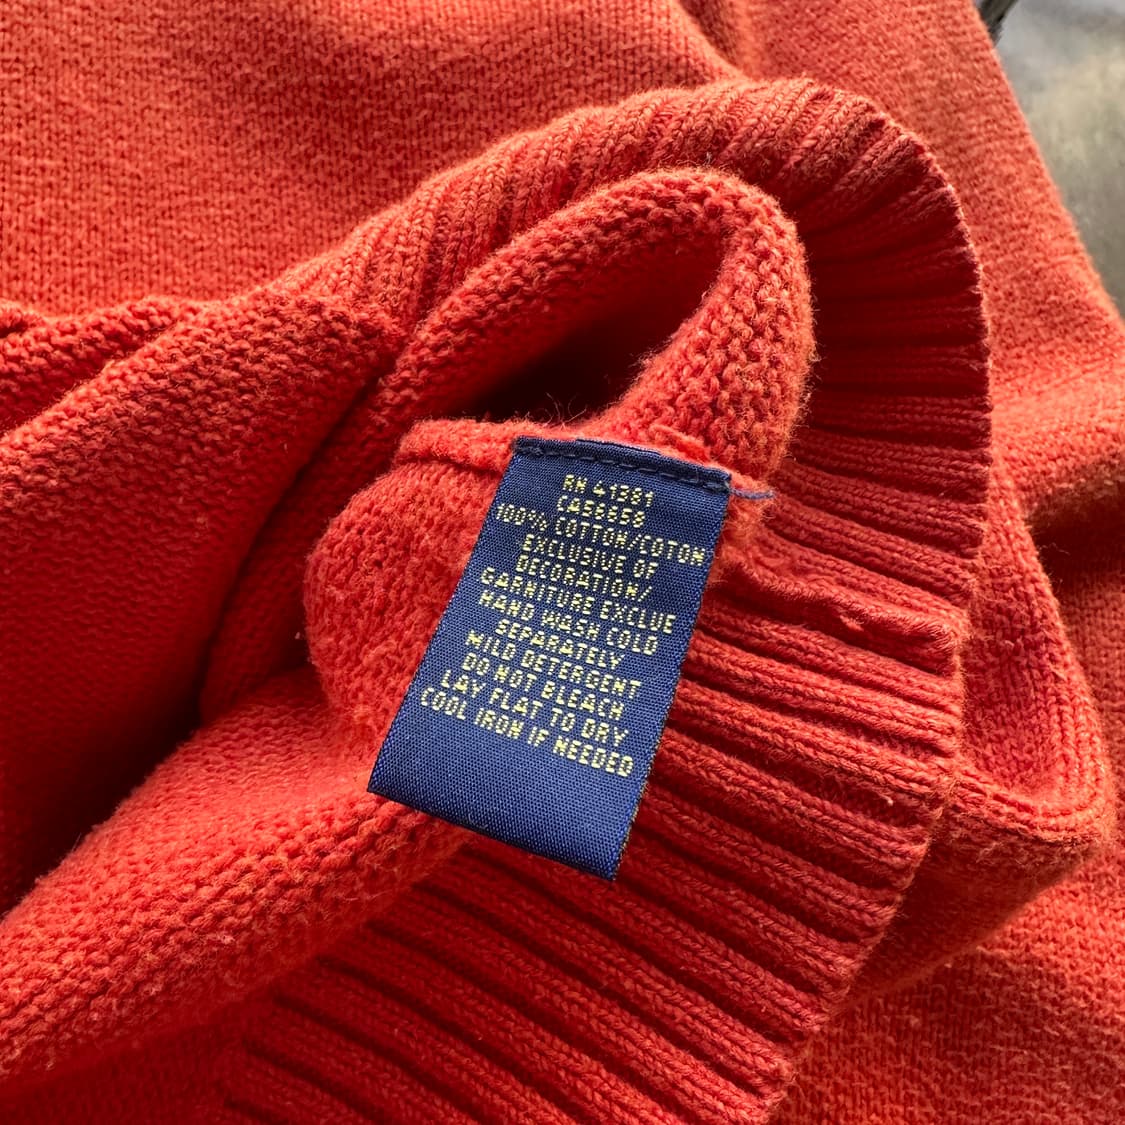 RN 41381
CA56658
100% COTTON/COTON
EXCLUSIVE OF
DECORATION/
GARNITURE EXCLUE
HAND WASH COLD
SEPARATELY
MILD DETERGENT
DO NOT BLEACH
LAY FLAT TO DRY
COOL IRON IF NEEDED